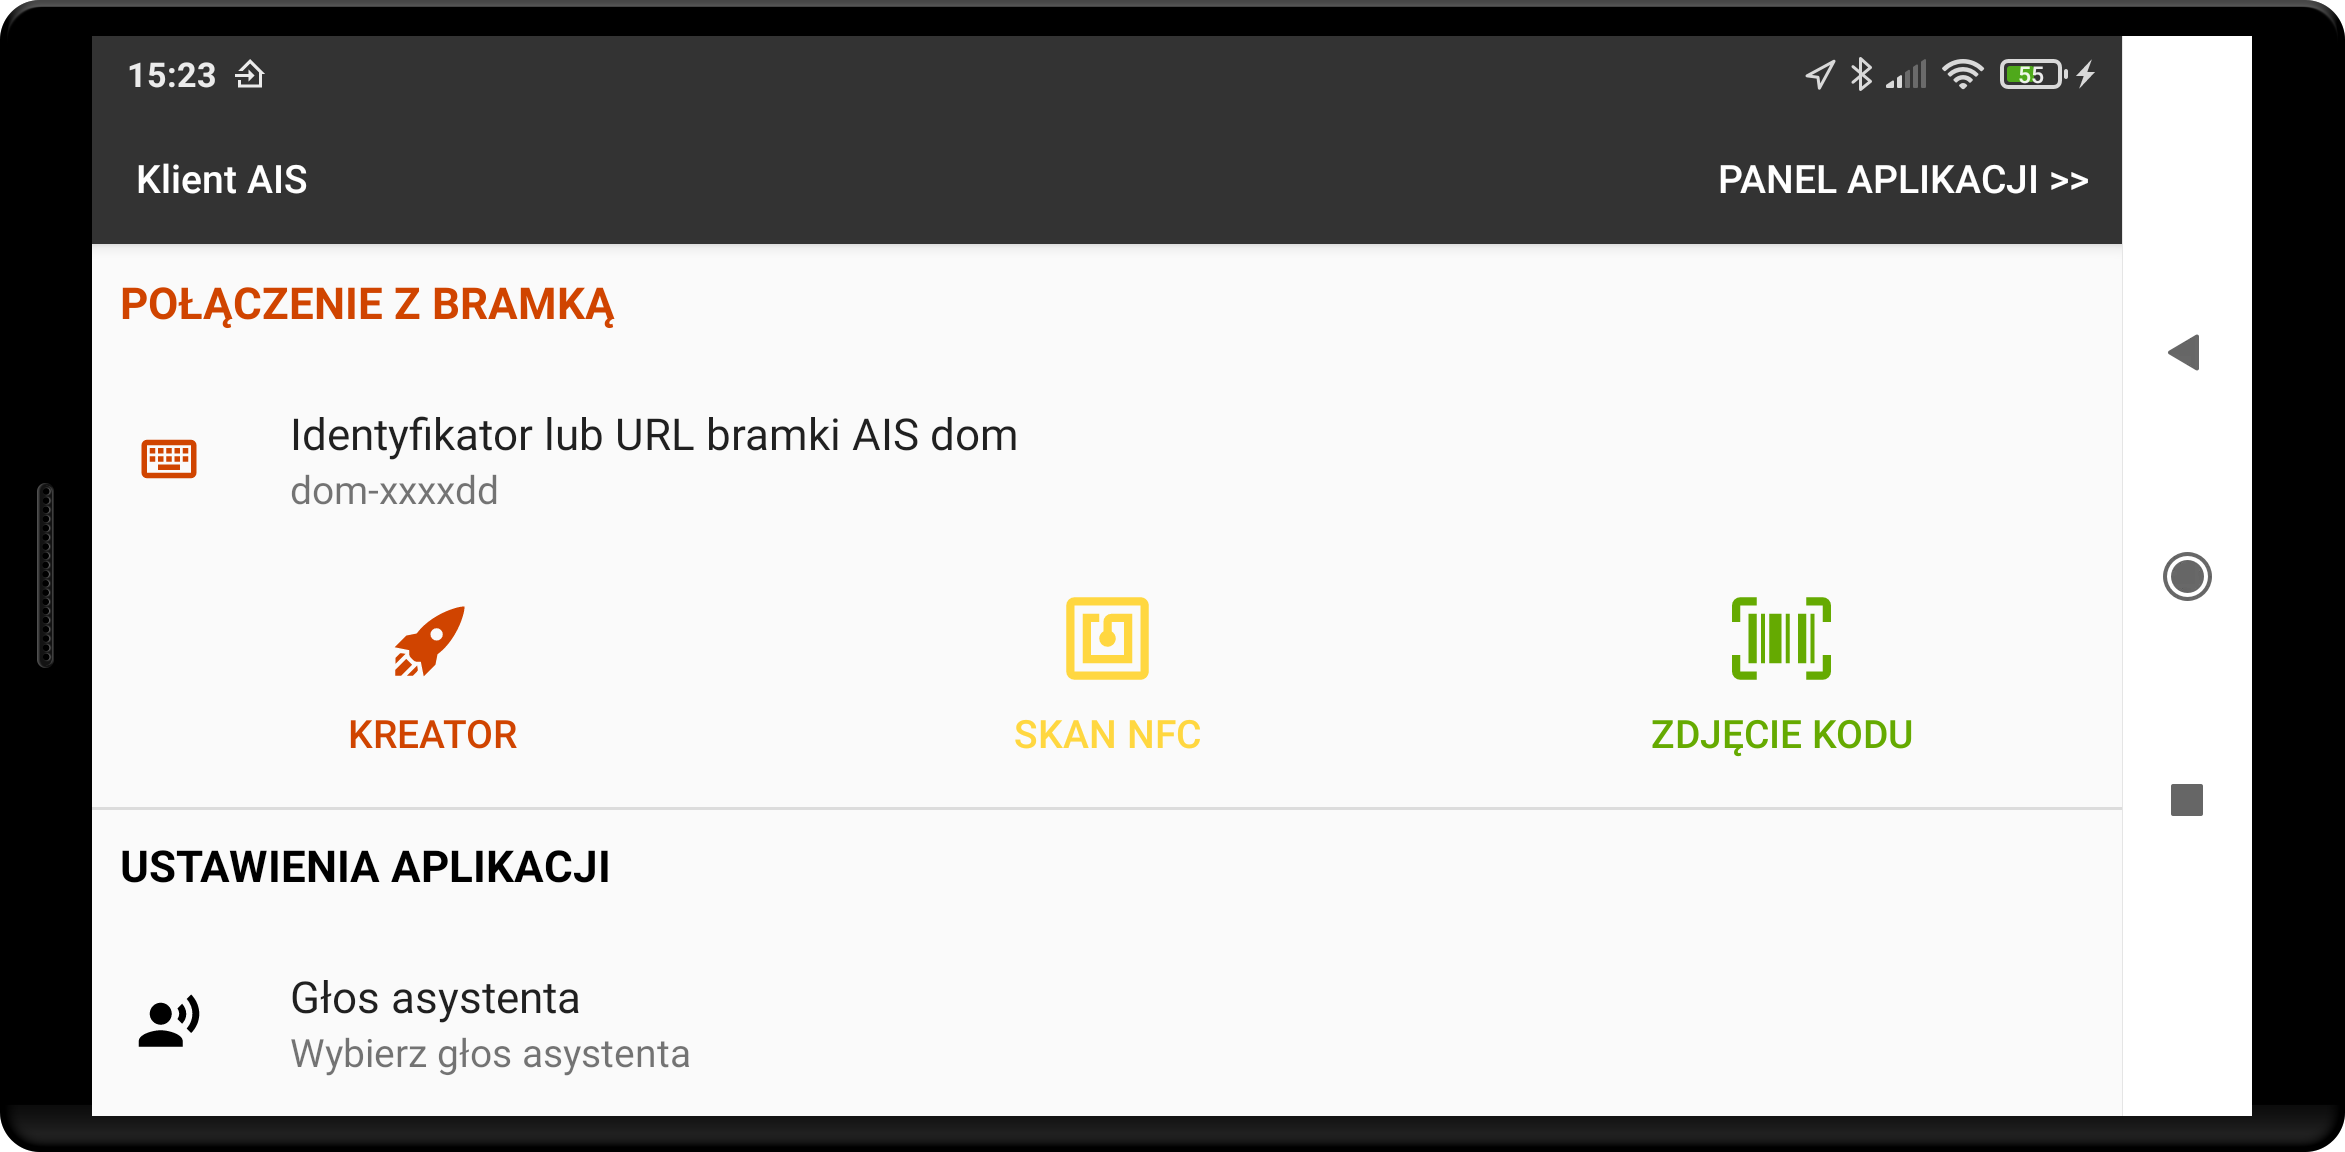 15:23
55
Klient AIS
PANEL APLIKACJI >>
POŁĄCZENIE Z BRAMKĄ
Identyfikator lub URL bramki AIS dom
dom-xxxxdd
KREATOR
SKAN NFC
ZDJĘCIE KODU
USTAWIENIA APLIKACJI
Głos asystenta
Wybierz głos asystenta